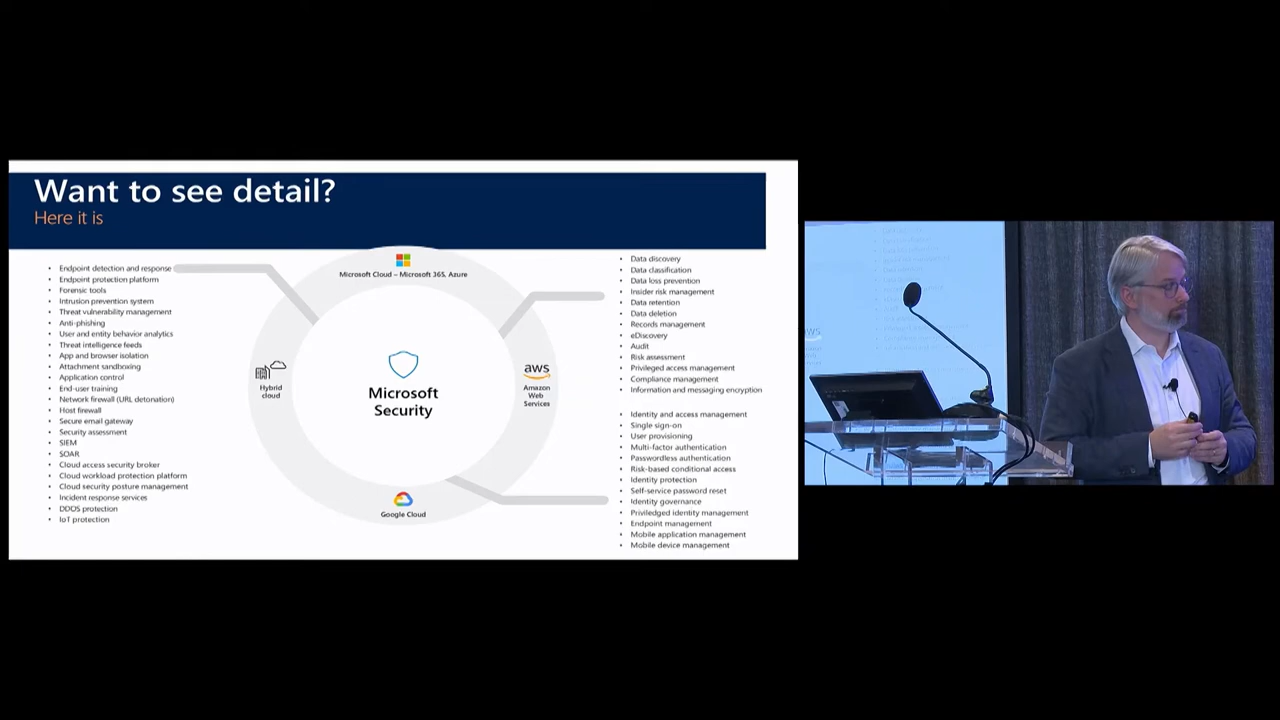 Want to see detail?
Here it is
• Endpoint detection and response
• Endpoint protection platform
• Forensic tools
• Intrusion prevention system
• Threat vulnerability management
• Anti-phishing
• User and entity behavior analytics
• Threat intelligence feeds
• App and browser isolation
• Attachment sandboxing
• Application control
• End-user training
• Network firewall (URL detonation)
• Host firewall
• Secure email gateway
• Security assessment
• SIEM
• SOAR
• Cloud access security broker
• Cloud workload protection platform
• Cloud security posture management
• Incident response services
• DDOS protection
• IoT protection
Microsoft Cloud – Microsoft 365, Azure
Hybrid
cloud
Microsoft
Security
aws
Amazon
Web
Services
Google Cloud
• Data discovery
• Data classification
• Data loss prevention
• Insider risk management
• Data retention
• Data deletion
• Records management
• eDiscovery
• Audit
• Risk assessment
• Privileged access management
• Compliance management
• Information and messaging encryption
• Identity and access management
• Single sign-on
• User provisioning
• Multi-factor authentication
• Passwordless authentication
• Risk-based conditional access
• Identity protection
• Self-service password reset
• Identity governance
• Priviledged identity management
• Endpoint management
• Mobile application management
• Mobile device management
aws